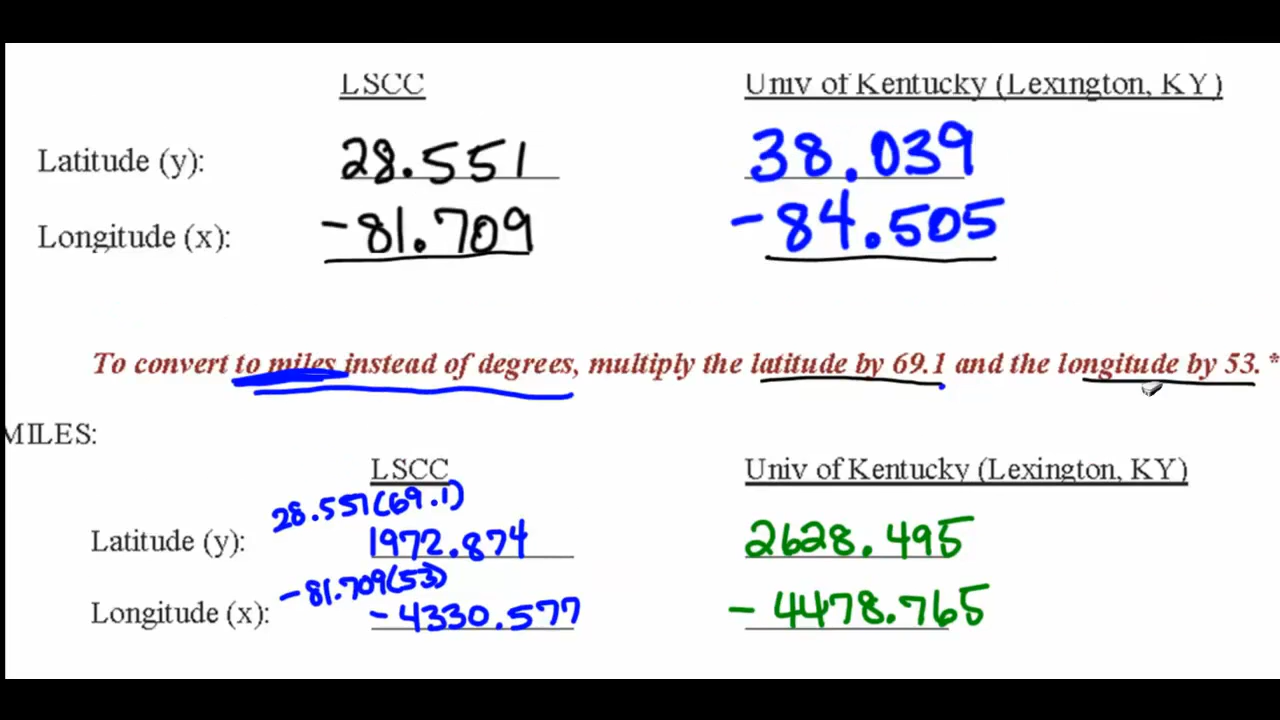 LSCC Univ of Kentucky (Lexington, KY)
Latitude (y): 28.551 38.039
Longitude (x): -81.709 -84.505
To convert to miles instead of degrees, multiply the latitude by 69.1 and the longitude by 53. *
MILES:
LSCC Univ of Kentucky (Lexington, KY)
28.551(69.1)
Latitude (y): 1972.874 2628.495
-81.709(53)
Longitude (x): -4330.577 -4478.765